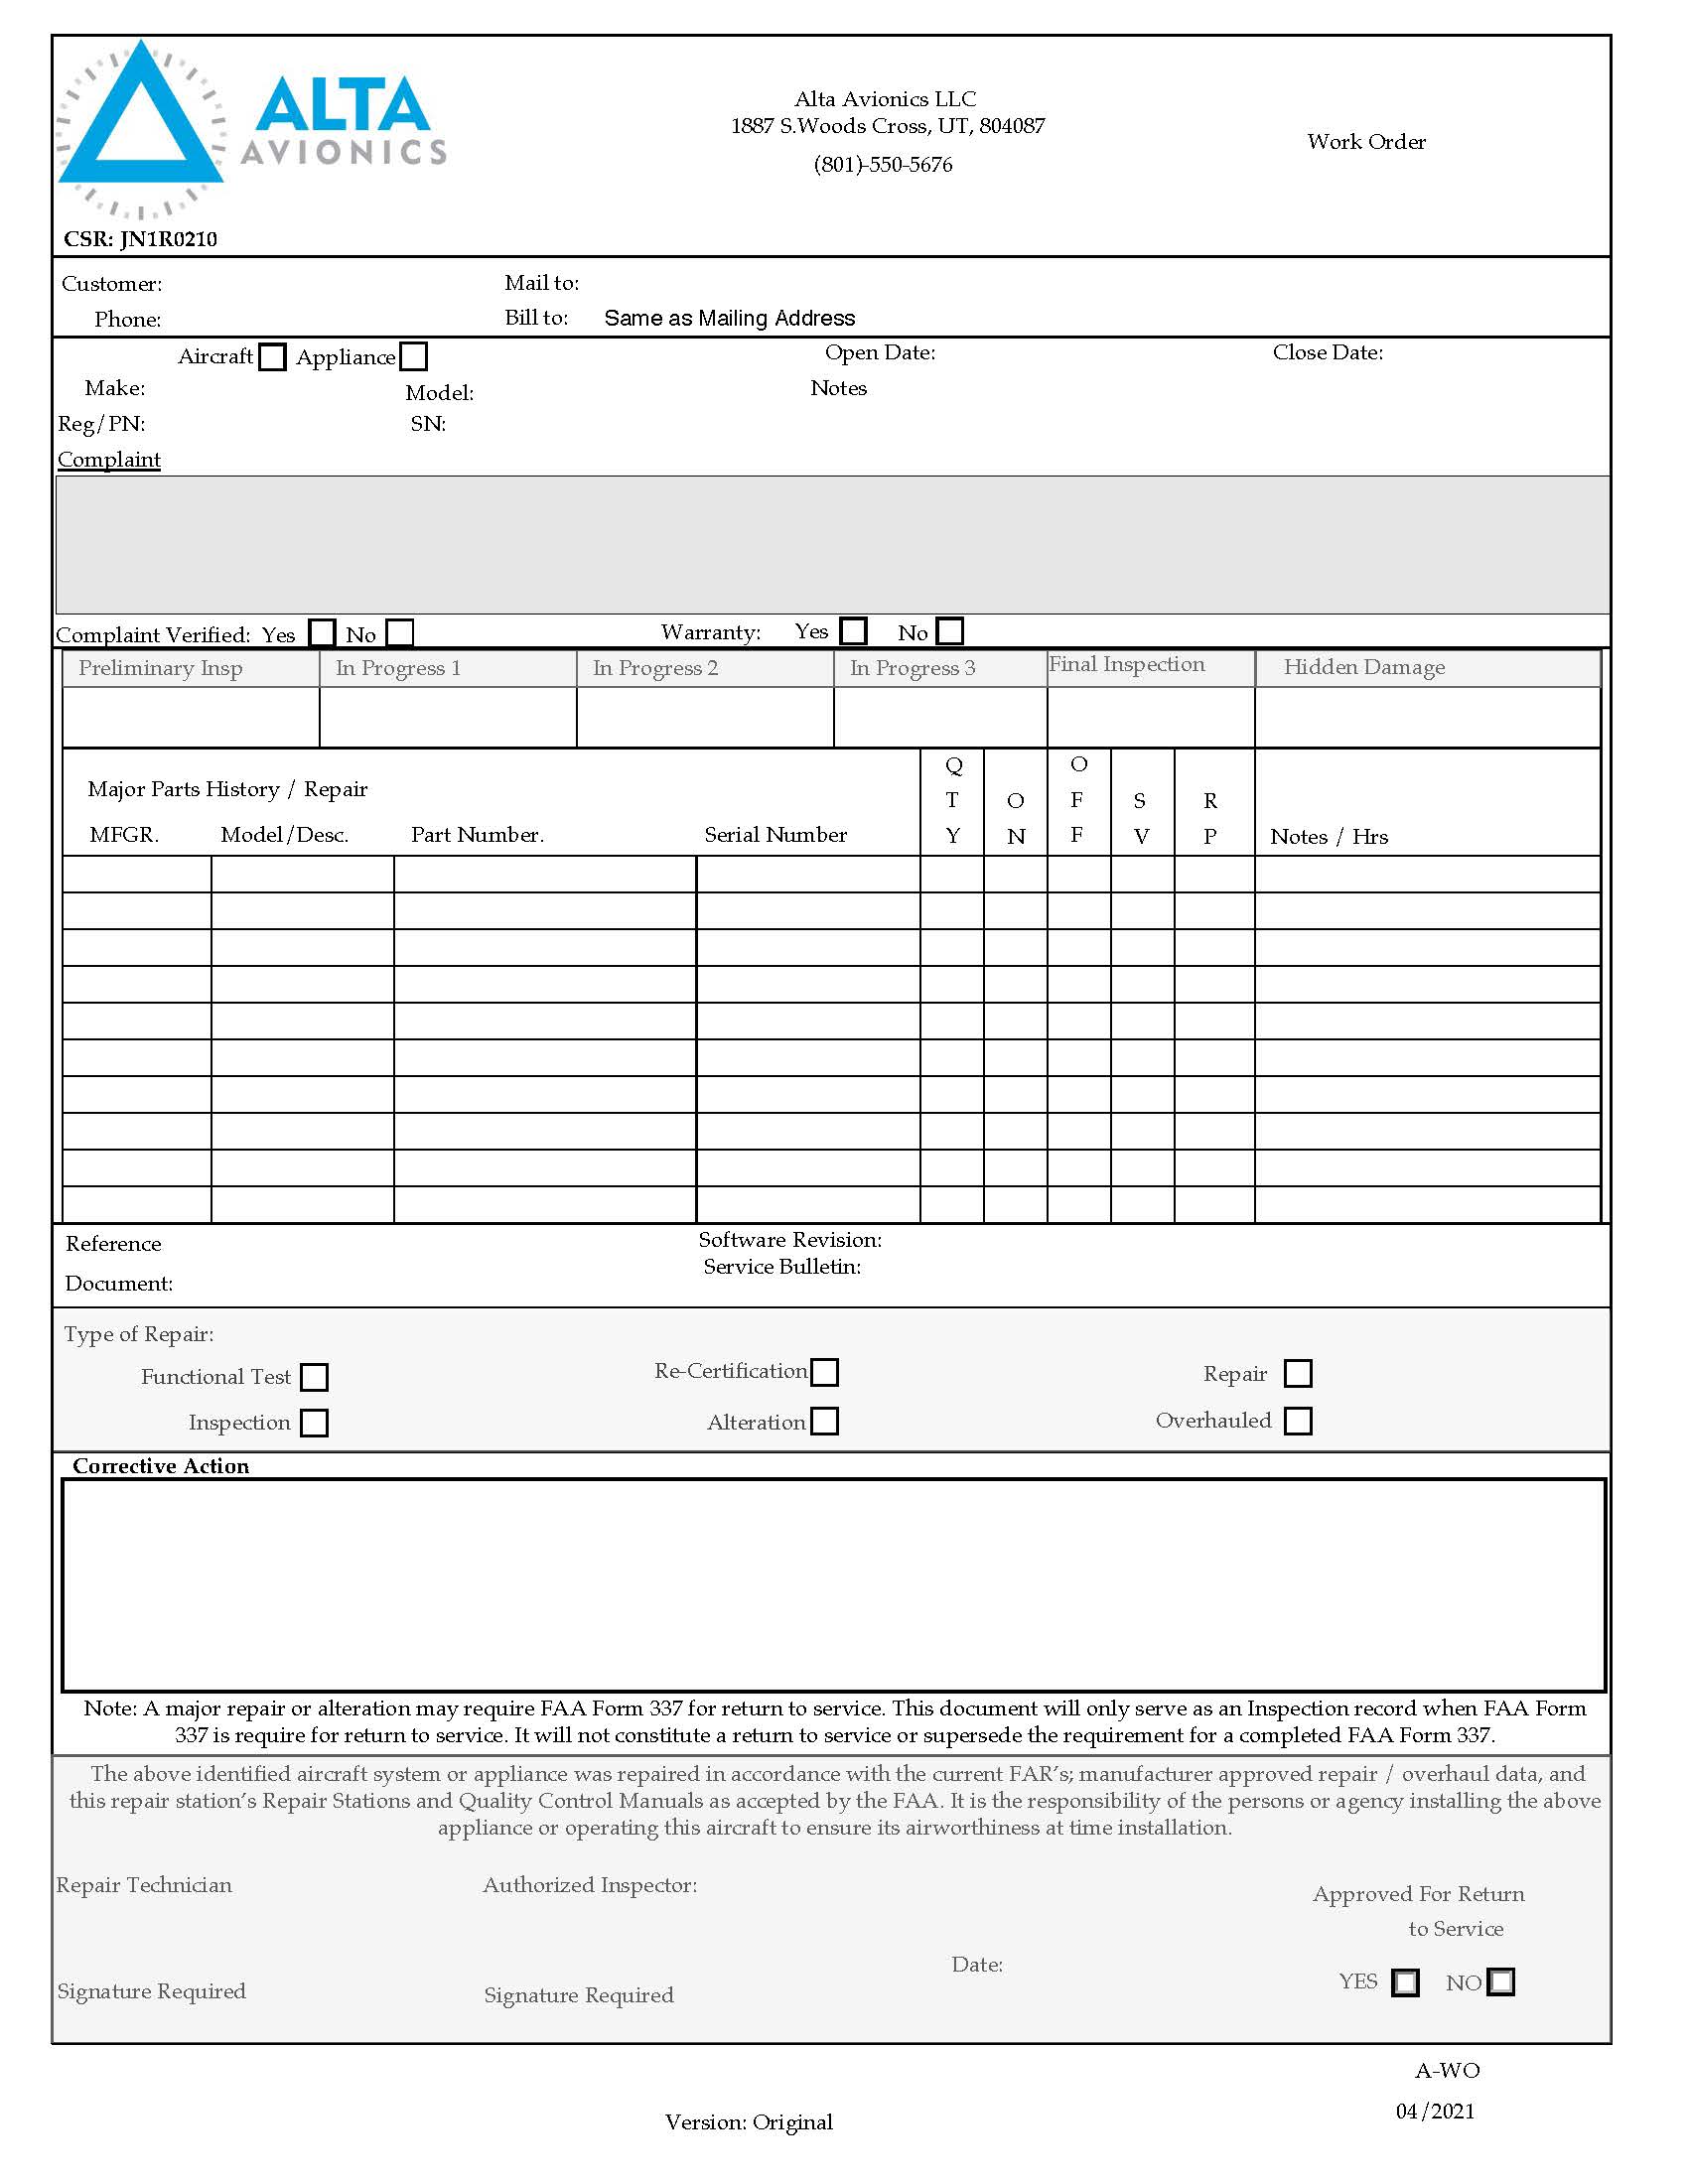 ALTA
AVIONICS
Alta Avionics LLC
1887 S.Woods Cross, UT, 804087
(801)-550-5676
Work Order
CSR: JN1R0210
Customer:
Mail to:
Phone:
Bill to: Same as Mailing Address
Aircraft Appliance Open Date: Close Date:
Make: Model: Notes
Reg/PN: SN:
Complaint
Complaint Verified: Yes No Warranty: Yes No
Preliminary Insp In Progress 1 In Progress 2 In Progress 3 Final Inspection Hidden Damage
Major Parts History / Repair
MFGR. Model/Desc. Part Number. Serial Number QTY ON OFF SV RP Notes / Hrs
Reference
Document:
Software Revision:
Service Bulletin:
Type of Repair:
Functional Test Re-Certification Repair
Inspection Alteration Overhauled
Corrective Action
Note: A major repair or alteration may require FAA Form 337 for return to service. This document will only serve as an Inspection record when FAA Form
337 is require for return to service. It will not constitute a return to service or supersede the requirement for a completed FAA Form 337.
The above identified aircraft system or appliance was repaired in accordance with the current FAR's; manufacturer approved repair / overhaul data, and
this repair station's Repair Stations and Quality Control Manuals as accepted by the FAA. It is the responsibility of the persons or agency installing the above
appliance or operating this aircraft to ensure its airworthiness at time installation.
Repair Technician Authorized Inspector:
Approved For Return
to Service
Date:
YES NO
Signature Required Signature Required
A-WO
04/2021
Version: Original